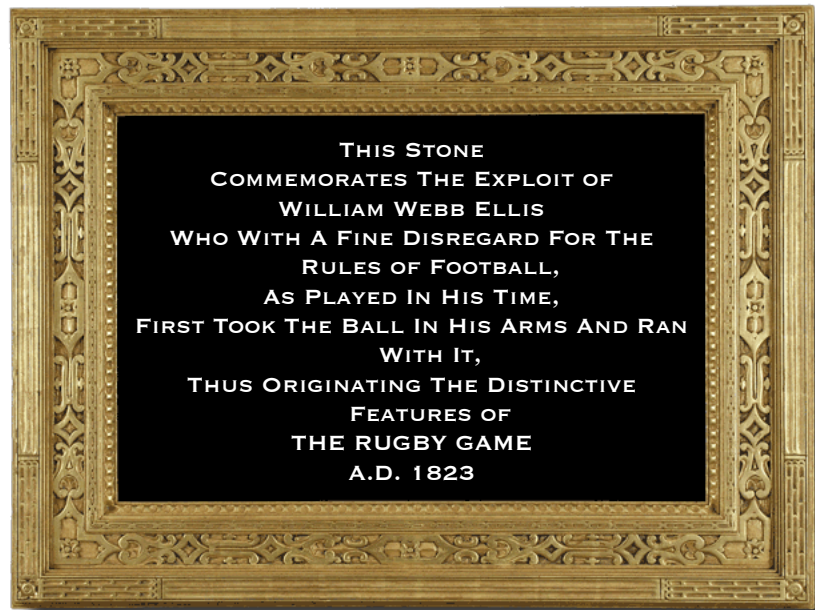 This Stone
Commemorates The Exploit of
William Webb Ellis
Who With A Fine Disregard For The
Rules of Football,
As Played In His Time,
First Took The Ball In His Arms And Ran
With It,
Thus Originating The Distinctive
Features of
THE RUGBY GAME
A.D. 1823